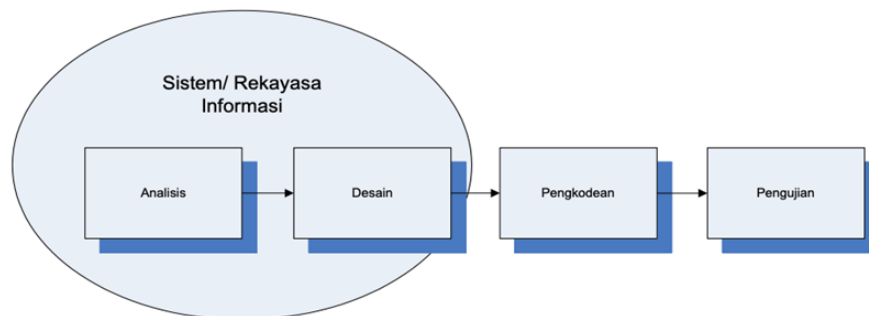 Sistem/ Rekayasa
Informasi
Analisis
Desain
Pengkodean
Pengujian